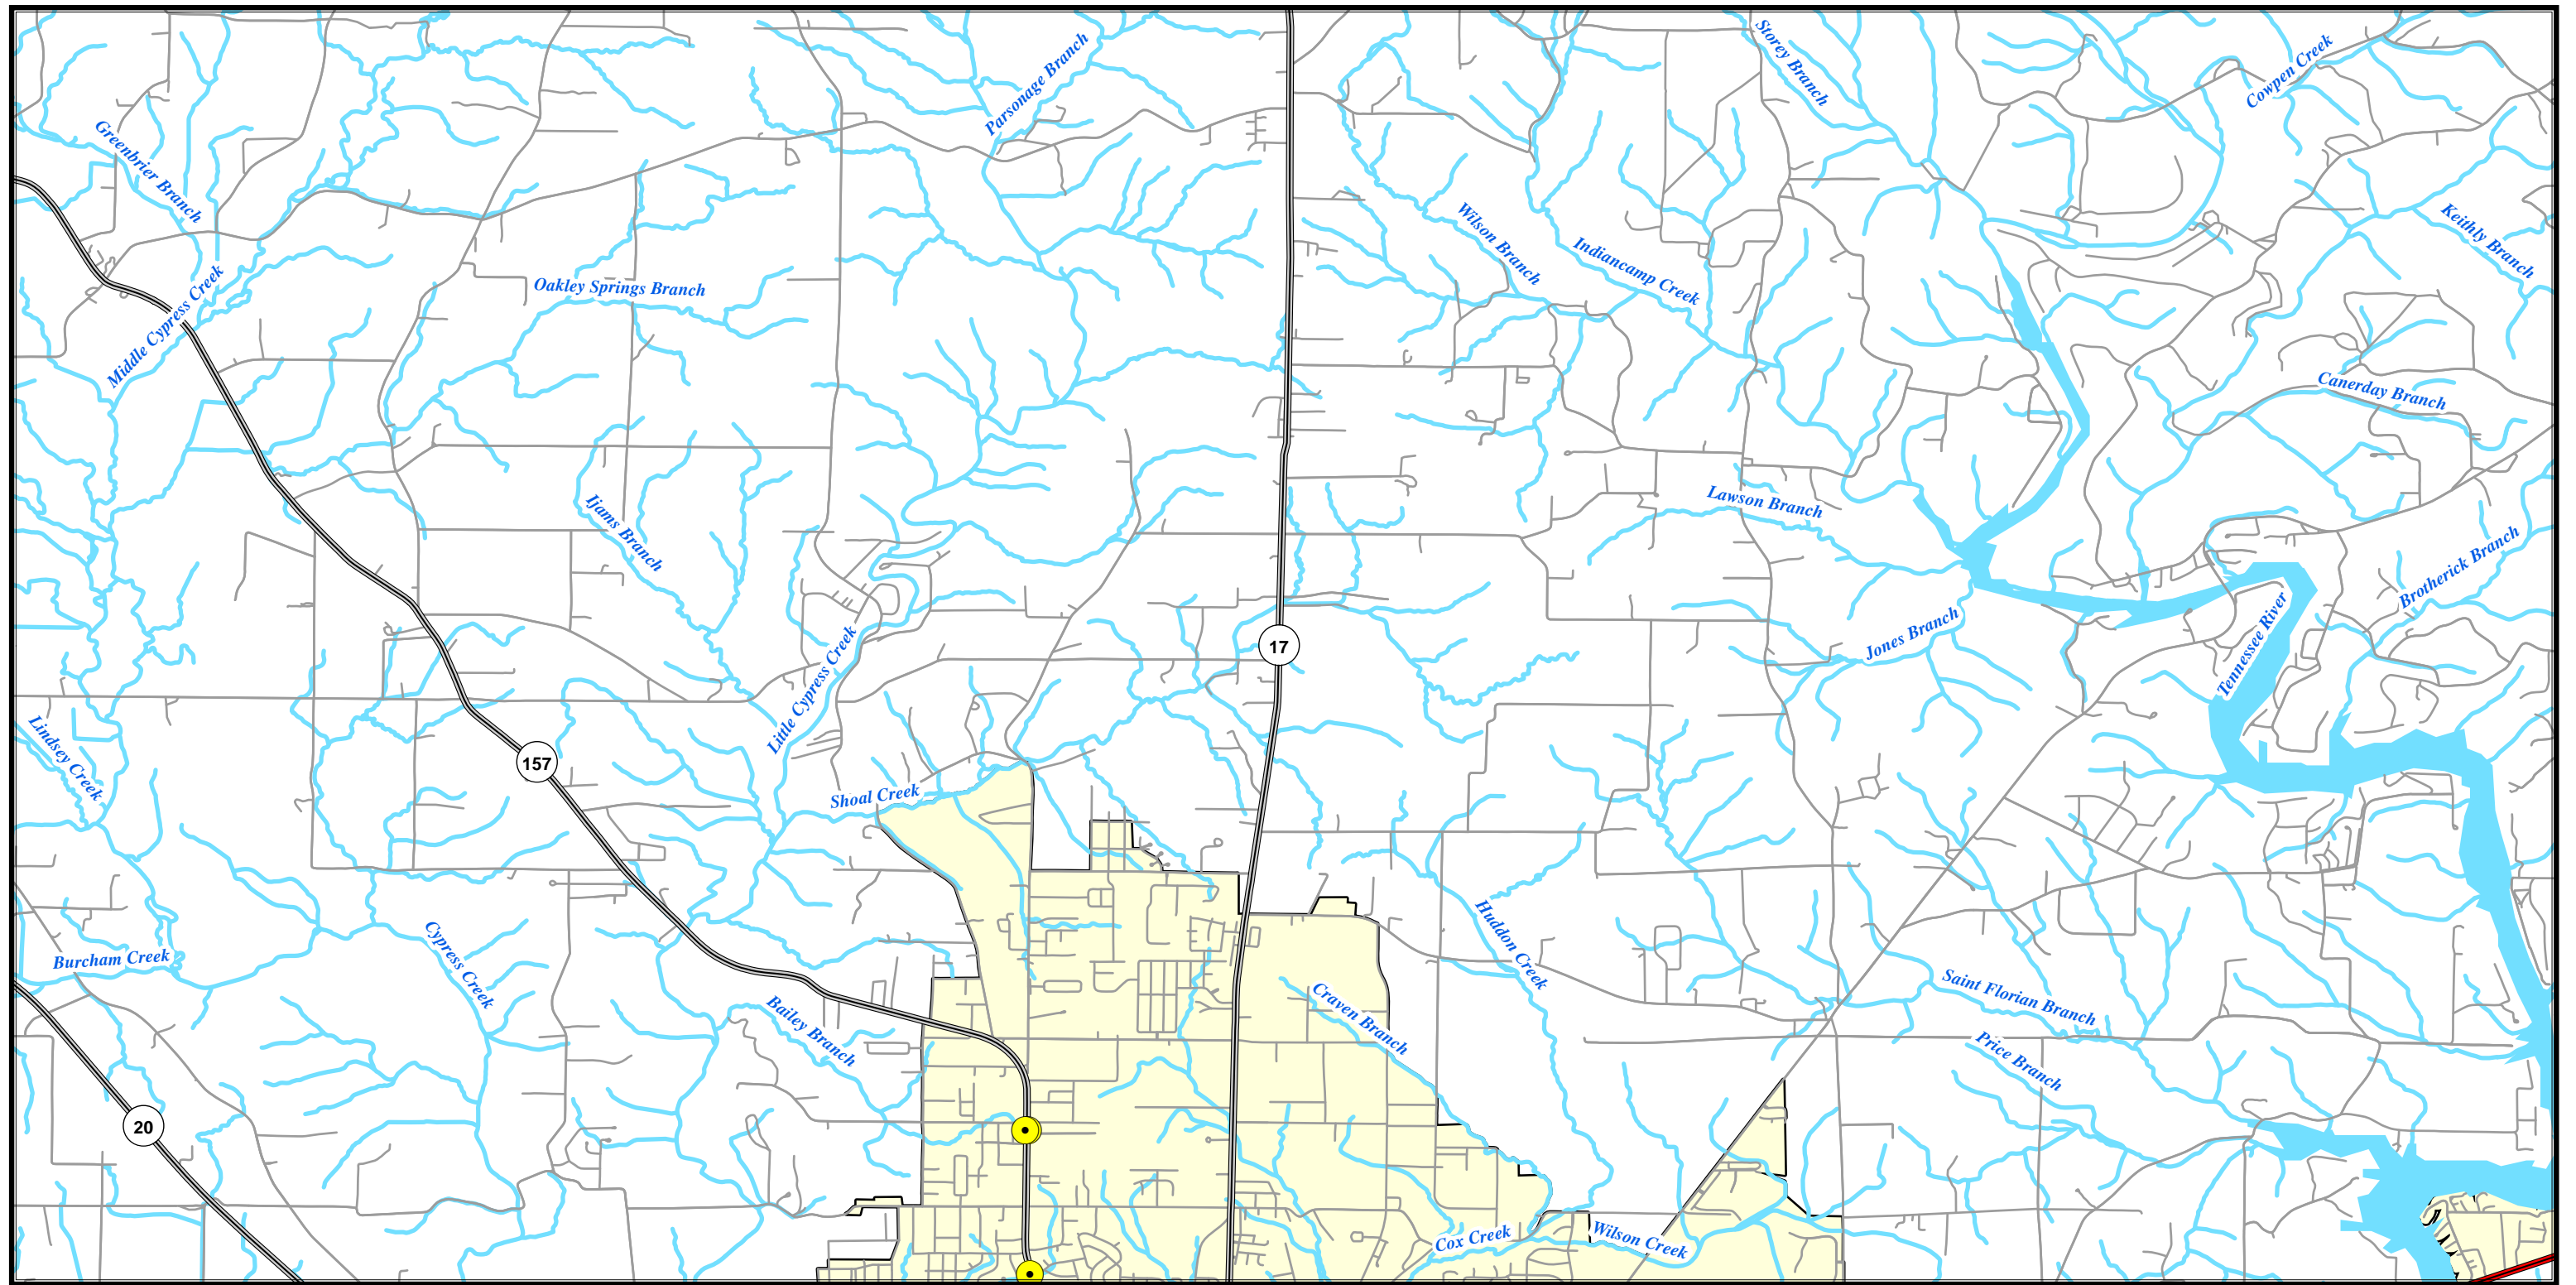 Storey Branch
Parsonage Branch
Cowpen Creek
Greenbrier Branch
Wilson Branch
Keithly Branch
Indiancamp Creek
Oakley Springs Branch
Middle Cypress Creek
Canerday Branch
Lawson Branch
Ijams Branch
Brotherick Branch
Jones Branch
Tennessee River
17
Little Cypress Creek
Lindsey Creek
157
Shoal Creek
Huddon Creek
Cypress Creek
Burcham Creek
Saint Florian Branch
Craven Branch
Bailey Branch
Price Branch
20
Cox Creek
Wilson Creek